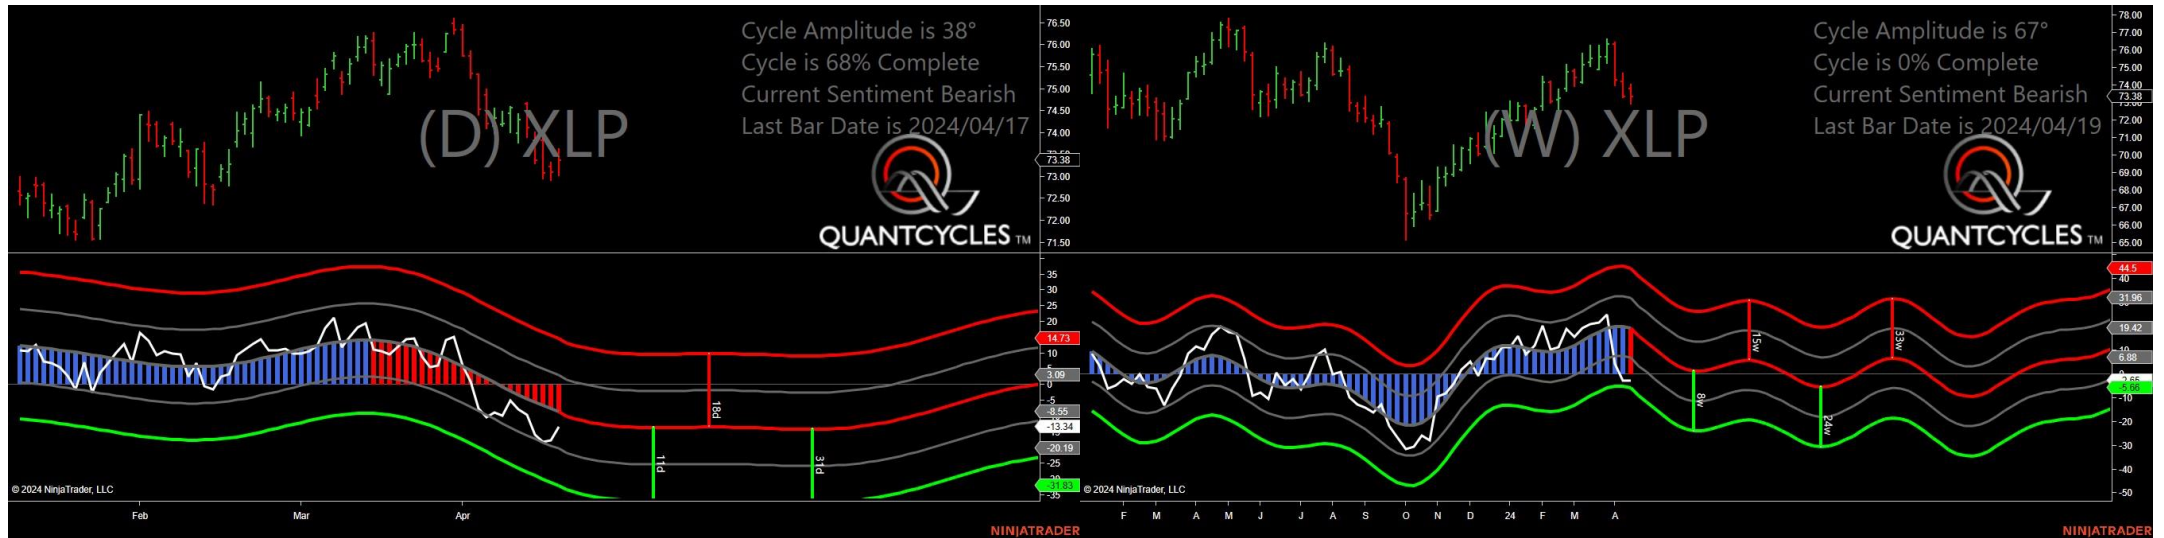 Cycle Amplitude is 38°
Cycle is 68% Complete
Current Sentiment Bearish
Last Bar Date is 2024/04/17
(D) XLP
QUANTCYCLES TM
76.50
76.00
75.50
75.00
74.50
74.00
73.38
73.00
72.50
72.00
71.50
35
30
25
20
14.73
10
3.09
0
-5
-8.55
-13.34
-20.19
-25
-31.83
-35
18d
11d
31d
© 2024 NinjaTrader, LLC
Feb
Mar
Apr
NINJATRADER
Cycle Amplitude is 67°
Cycle is 0% Complete
Current Sentiment Bearish
Last Bar Date is 2024/04/19
(W) XLP
QUANTCYCLES TM
78.00
77.00
76.00
75.00
74.00
73.38
73.00
72.00
71.00
70.00
69.00
68.00
67.00
66.00
65.00
44.5
40
31.96
19.42
10
6.88
-5.66
-10
-20
-30
-40
-50
15w
33w
8w
24w
© 2024 NinjaTrader, LLC
F
M
A
M
J
J
A
S
O
N
D
24
F
M
A
NINJATRADER